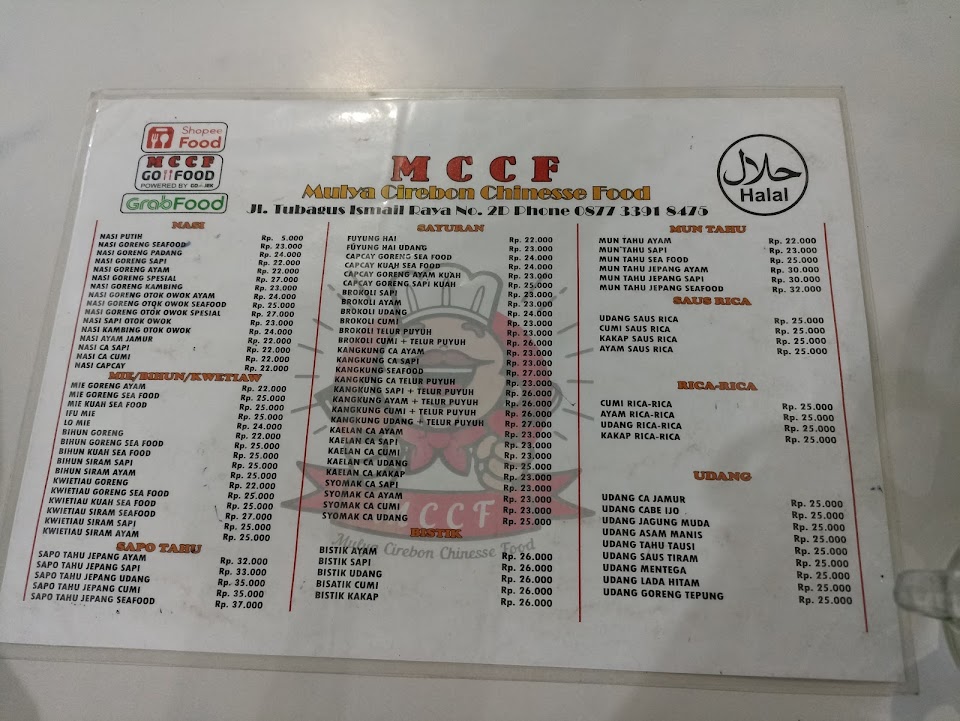 Shopee
Food
MCCF
GO FOOD
POWERED BY GO-JEK
GrabFood
MCCF
Mulya Cirebon Chinesse Food
Jl. Tubagus Ismail Raya No. 2D Phone 0877 3391 8475
حلال
Halal
NASI
NASI PUTIH Rp. 5.000
NASI GORENG SEAFOOD Rp. 23.000
NASI GORENG PADANG Rp. 24.000
NASI GORENG SAPI Rp. 22.000
NASI GORENG AYAM Rp. 22.000
NASI GORENG SPESIAL Rp. 27.000
NASI GORENG KAMBING Rp. 23.000
NASI GORENG OTOK OWOK AYAM Rp. 24.000
NASI GORENG OTOK OWOK SEAFOOD Rp. 25.000
NASI GORENG OTOK OWOK SPESIAL Rp. 27.000
NASI SAPI OTOK OWOK Rp. 23.000
NASI KAMBING OTOK OWOK Rp. 24.000
NASI AYAM JAMUR Rp. 22.000
NASI CA SAPI Rp. 22.000
NASI CA CUMI Rp. 22.000
NASI CAPCAY Rp. 22.000
MIE/BIHUN/KWETIAW
MIE GORENG AYAM Rp. 22.000
MIE GORENG SEA FOOD Rp. 25.000
MIE KUAH SEA FOOD Rp. 25.000
IFU MIE Rp. 25.000
LO MIE Rp. 24.000
BIHUN GORENG Rp. 22.000
BIHUN GORENG SEA FOOD Rp. 25.000
BIHUN KUAH SEA FOOD Rp. 25.000
BIHUN SIRAM SAPI Rp. 25.000
BIHUN SIRAM AYAM Rp. 25.000
KWIETIAU GORENG Rp. 22.000
KWIETIAU GORENG SEA FOOD Rp. 25.000
KWIETIAU KUAH SEA FOOD Rp. 25.000
KWIETIAU SIRAM SEAFOOD Rp. 27.000
KWIETIAU SIRAM SAPI Rp. 25.000
KWIETIAU SIRAM AYAM Rp. 25.000
SAPO TAHU
SAPO TAHU JEPANG AYAM Rp. 32.000
SAPO TAHU JEPANG SAPI Rp. 33.000
SAPO TAHU JEPANG UDANG Rp. 35.000
SAPO TAHU JEPANG CUMI Rp. 35.000
SAPO TAHU JEPANG SEAFOOD Rp. 37.000
SAYURAN
FUYUNG HAI Rp. 22.000
FUYUNG HAI UDANG Rp. 23.000
CAPCAY GORENG SEA FOOD Rp. 24.000
CAPCAY KUAH SEA FOOD Rp. 24.000
CAPCAY GORENG AYAM KUAH Rp. 23.000
CAPCAY GORENG SAPI KUAH Rp. 25.000
BROKOLI SAPI Rp. 23.000
BROKOLI AYAM Rp. 23.000
BROKOLI UDANG Rp. 24.000
BROKOLI CUMI Rp. 23.000
BROKOLI TELUR PUYUH Rp. 23.000
BROKOLI CUMI + TELUR PUYUH Rp. 26.000
KANGKUNG CA AYAM Rp. 23.000
KANGKUNG CA SAPI Rp. 23.000
KANGKUNG SEAFOOD Rp. 27.000
KANGKUNG CA TELUR PUYUH Rp. 23.000
KANGKUNG SAPI + TELUR PUYUH Rp. 26.000
KANGKUNG AYAM + TELUR PUYUH Rp. 26.000
KANGKUNG CUMI + TELUR PUYUH Rp. 26.000
KANGKUNG UDANG + TELUR PUYUH Rp. 27.000
KAELAN CA AYAM Rp. 23.000
KAELAN CA SAPI Rp. 23.000
KAELAN CA CUMI Rp. 23.000
KAELAN CA UDANG Rp. 25.000
KAELAN CA KAKAP Rp. 23.000
SYOMAK CA SAPI Rp. 23.000
SYOMAK CA AYAM Rp. 23.000
SYOMAK CA CUMI Rp. 23.000
SYOMAK CA UDANG Rp. 25.000
MCCF
Mulya Cirebon Chinesse Food
BISTIK
BISTIK AYAM Rp. 26.000
BISTIK SAPI Rp. 26.000
BISTIK UDANG Rp. 26.000
BISATIK CUMI Rp. 26.000
BISTIK KAKAP Rp. 26.000
MUN TAHU
MUN TAHU AYAM Rp. 22.000
MUN TAHU SAPI Rp. 23.000
MUN TAHU SEA FOOD Rp. 25.000
MUN TAHU JEPANG AYAM Rp. 30.000
MUN TAHU JEPANG SAPI Rp. 30.000
MUN TAHU JEPANG SEAFOOD Rp. 32.000
SAUS RICA
UDANG SAUS RICA Rp. 25.000
CUMI SAUS RICA Rp. 25.000
KAKAP SAUS RICA Rp. 25.000
AYAM SAUS RICA Rp. 25.000
RICA-RICA
CUMI RICA-RICA Rp. 25.000
AYAM RICA-RICA Rp. 25.000
UDANG RICA-RICA Rp. 25.000
KAKAP RICA-RICA Rp. 25.000
UDANG
UDANG CA JAMUR Rp. 25.000
UDANG CABE IJO Rp. 25.000
UDANG JAGUNG MUDA Rp. 25.000
UDANG ASAM MANIS Rp. 25.000
UDANG TAHU TAUSI Rp. 25.000
UDANG SAUS TIRAM Rp. 25.000
UDANG MENTEGA Rp. 25.000
UDANG LADA HITAM Rp. 25.000
UDANG GORENG TEPUNG Rp. 25.000